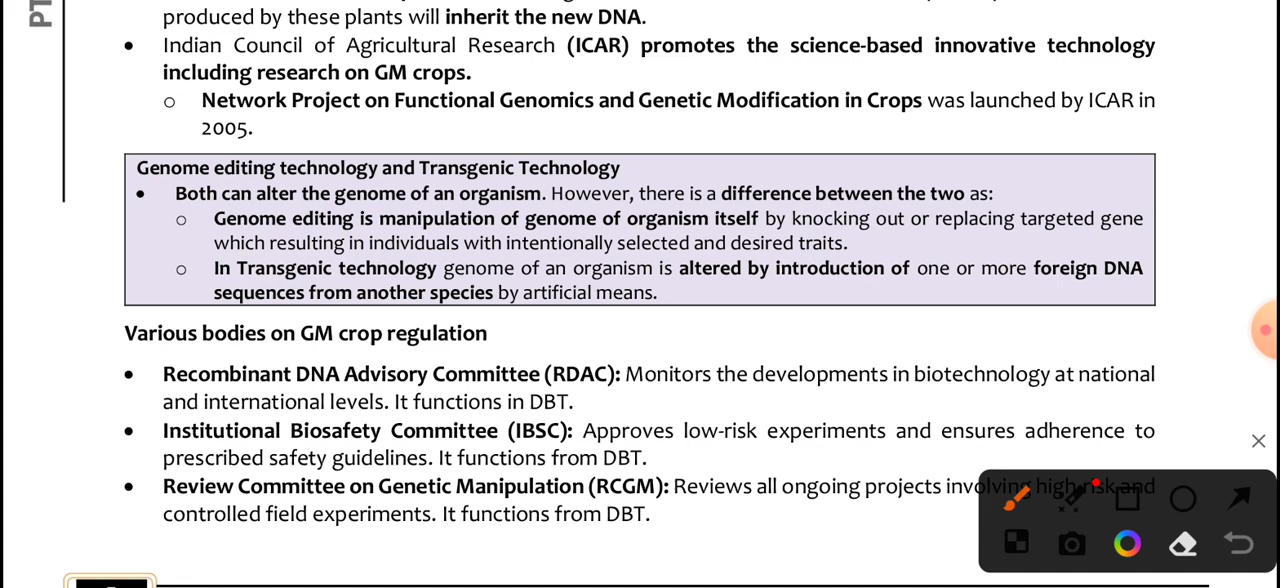 PT
produced by these plants will inherit the new DNA.
• Indian Council of Agricultural Research (ICAR) promotes the science-based innovative technology
including research on GM crops.
o Network Project on Functional Genomics and Genetic Modification in Crops was launched by ICAR in
2005.
Genome editing technology and Transgenic Technology
• Both can alter the genome of an organism. However, there is a difference between the two as:
o Genome editing is manipulation of genome of organism itself by knocking out or replacing targeted gene
which resulting in individuals with intentionally selected and desired traits.
o In Transgenic technology genome of an organism is altered by introduction of one or more foreign DNA
sequences from another species by artificial means.
Various bodies on GM crop regulation
• Recombinant DNA Advisory Committee (RDAC): Monitors the developments in biotechnology at national
and international levels. It functions in DBT.
• Institutional Biosafety Committee (IBSC): Approves low-risk experiments and ensures adherence to
prescribed safety guidelines. It functions from DBT.
• Review Committee on Genetic Manipulation (RCGM): Reviews all ongoing projects involving high risk and
controlled field experiments. It functions from DBT.